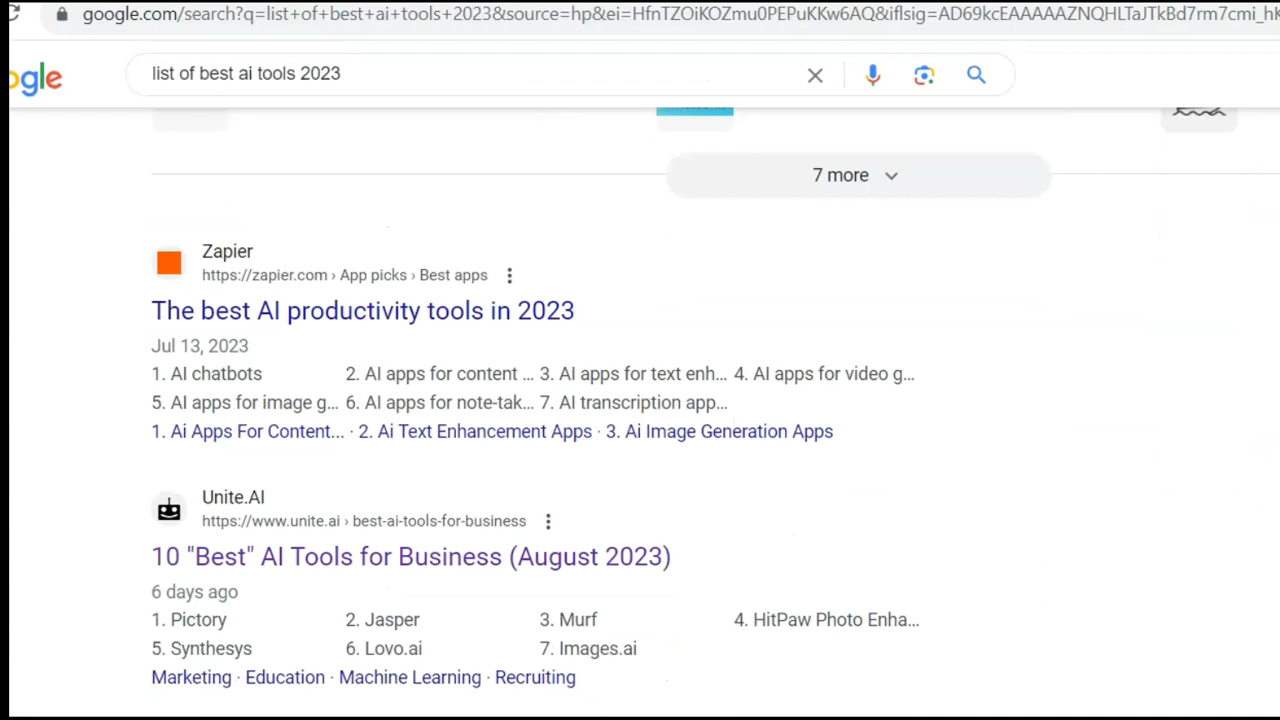 google.com/search?q=list+of+best+ai+tools+2023&source=hp&ei=HfnTZOiKOZmu0PEPuKKw6AQ&iflsig=AD69kcEAAAAAZNQHLTaJTkBd7rm7cmi_hK
ogle
list of best ai tools 2023
7 more
Zapier
https://zapier.com › App picks › Best apps
The best AI productivity tools in 2023
Jul 13, 2023
1. AI chatbots 2. AI apps for content ... 3. AI apps for text enh... 4. AI apps for video g...
5. AI apps for image g... 6. AI apps for note-tak... 7. AI transcription app...
1. Ai Apps For Content... · 2. Ai Text Enhancement Apps · 3. Ai Image Generation Apps
Unite.AI
https://www.unite.ai › best-ai-tools-for-business
10 "Best" AI Tools for Business (August 2023)
6 days ago
1. Pictory 2. Jasper 3. Murf 4. HitPaw Photo Enha...
5. Synthesys 6. Lovo.ai 7. Images.ai
Marketing · Education · Machine Learning · Recruiting